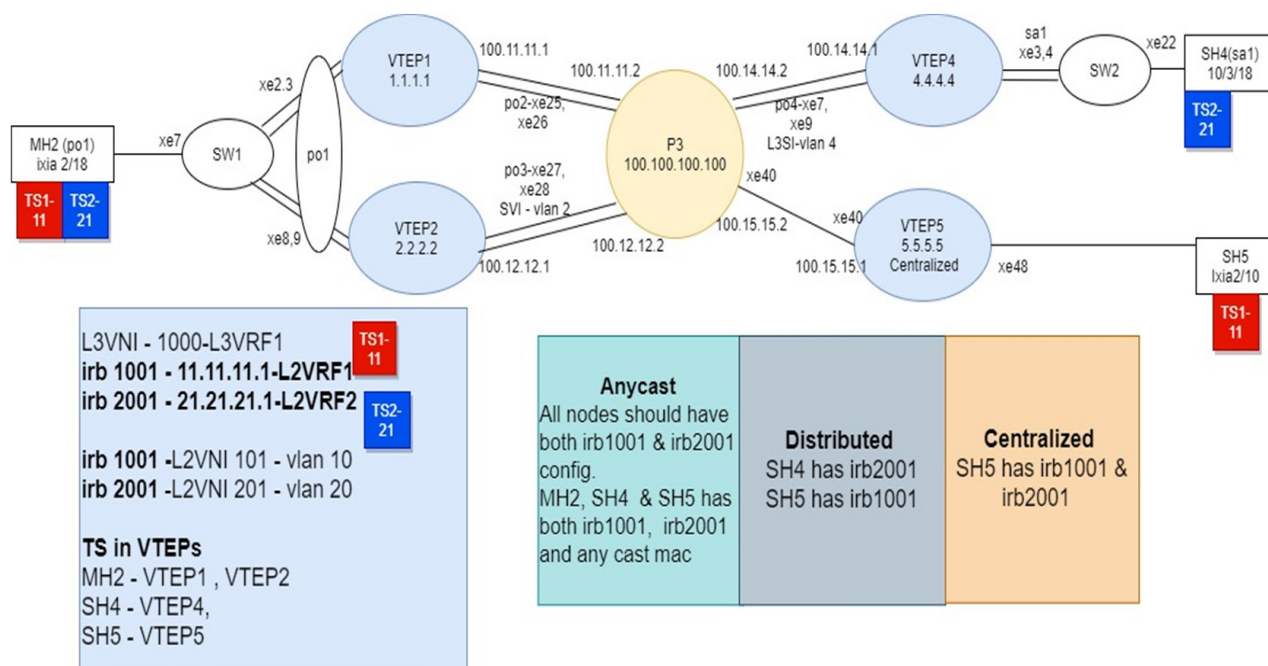 MH2 (po1)
ixia 2/18
TS1-
11
TS2-
21
xe7
SW1
xe2.3
xe8,9
po1
VTEP1
1.1.1.1
VTEP2
2.2.2.2
100.11.11.1
100.11.11.2
po2-xe25,
xe26
po3-xe27,
xe28
SVI - vlan 2
100.12.12.2
100.12.12.1
P3
100.100.100.100
100.14.14.1
100.14.14.2
po4-xe7,
xe9
L3SI-vlan 4
xe40
100.15.15.2
xe40
100.15.15.1
VTEP4
4.4.4.4
VTEP5
5.5.5.5
Centralized
sa1
xe3,4
SW2
xe22
SH4(sa1)
10/3/18
TS2-
21
xe48
SH5
Ixia2/10
TS1-
11
L3VNI - 1000-L3VRF1
irb 1001 - 11.11.11.1-L2VRF1
irb 2001 - 21.21.21.1-L2VRF2
TS1-
11
TS2-
21
irb 1001 -L2VNI 101 - vlan 10
irb 2001 -L2VNI 201 - vlan 20
TS in VTEPs
MH2 - VTEP1 , VTEP2
SH4 - VTEP4,
SH5 - VTEP5
Anycast
All nodes should have
both irb1001 & irb2001
config.
MH2, SH4 & SH5 has
both irb1001, irb2001
and any cast mac
Distributed
SH4 has irb2001
SH5 has irb1001
Centralized
SH5 has irb1001 &
irb2001